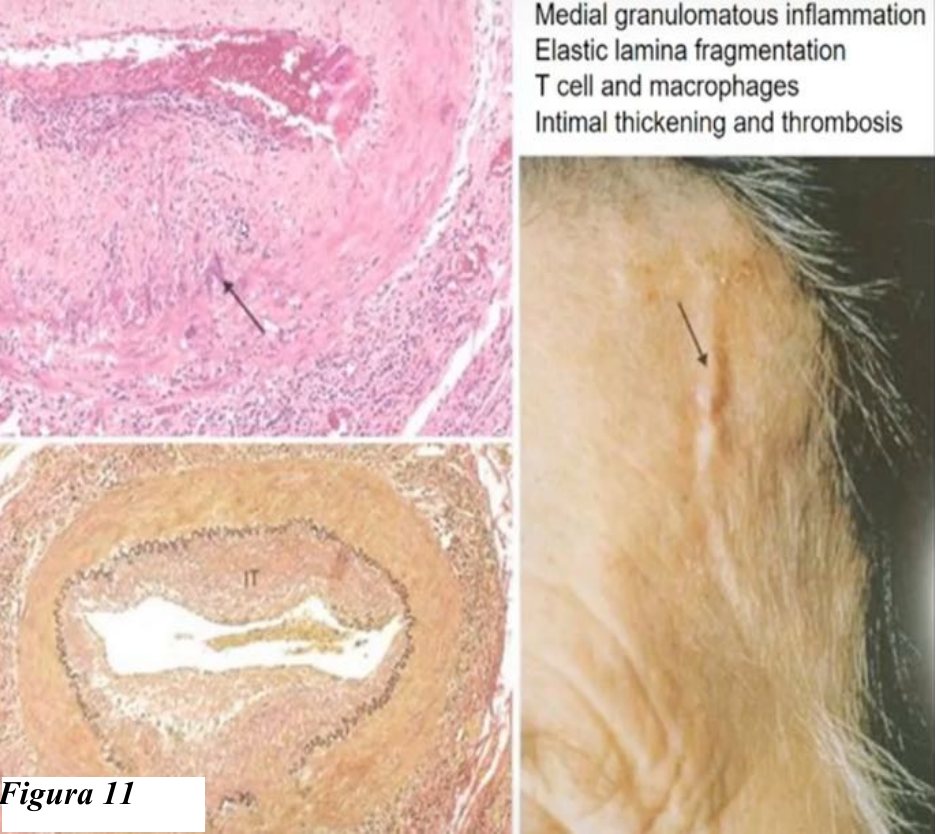 Medial granulomatous inflammation
Elastic lamina fragmentation
T cell and macrophages
Intimal thickening and thrombosis
IT
Figura 11